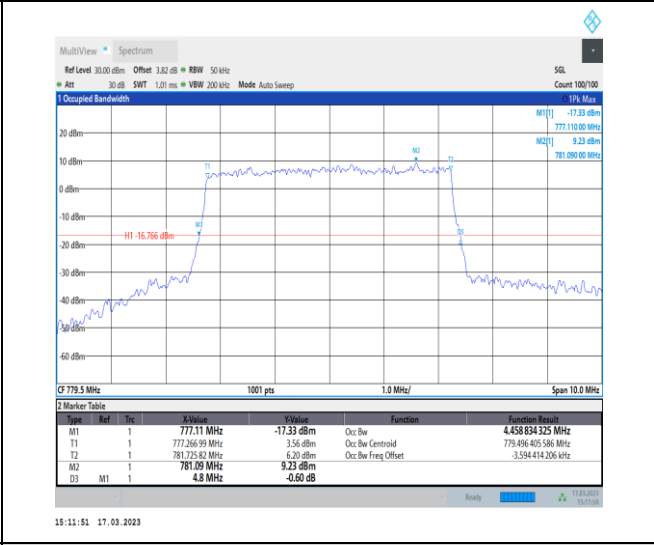 MultiView Spectrum
Ref Level 30.00 dBm Offset 3.82 dB RBW 50 kHz SGL
Att 30 dB SWT 1.01 ms VBW 200 kHz Mode Auto Sweep Count 100/100
1 Occupied Bandwidth 1Pk Max
M1[1] -17.33 dBm
777.110 00 MHz
20 dBm M2[1] 9.23 dBm
781.090 00 MHz
M2
10 dBm T1
0 dBm
-10 dBm
M1
H1 -16.766 dBm
-20 dBm
-30 dBm
-40 dBm
-50 dBm
-60 dBm
CF 779.5 MHz 1001 pts 1.0 MHz/ Span 10.0 MHz
2 Marker Table
Type Ref Trc X-Value Y-Value Function Function Result
M1 1 777.11 MHz -17.33 dBm Occ Bw 4.458 834 325 MHz
T1 1 777.266 99 MHz 3.56 dBm Occ Bw Centroid 779.496 405 586 MHz
T2 1 781.725 82 MHz 6.20 dBm Occ Bw Freq Offset -3.594 414 206 kHz
M2 1 781.09 MHz 9.23 dBm
D3 M1 1 4.8 MHz -0.60 dB
Ready 17.03.2023
15:11:50
15:11:51 17.03.2023